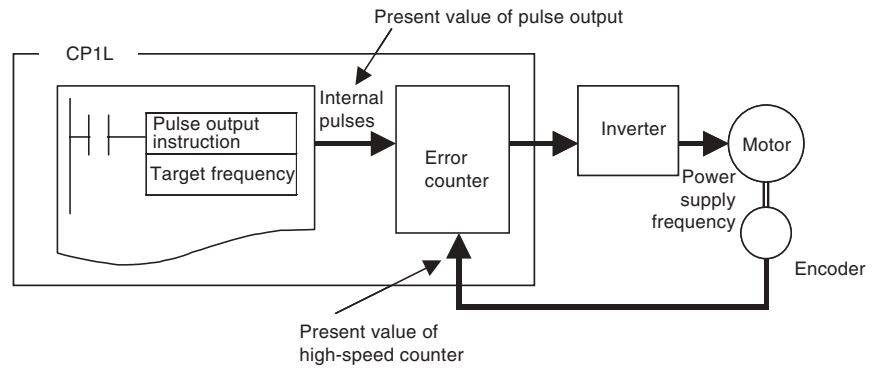 Present value of pulse output
CP1L
Internal
pulses
Pulse output
instruction
Target frequency
Error
counter
Inverter
Motor
Power
supply
frequency
Encoder
Present value of
high-speed counter